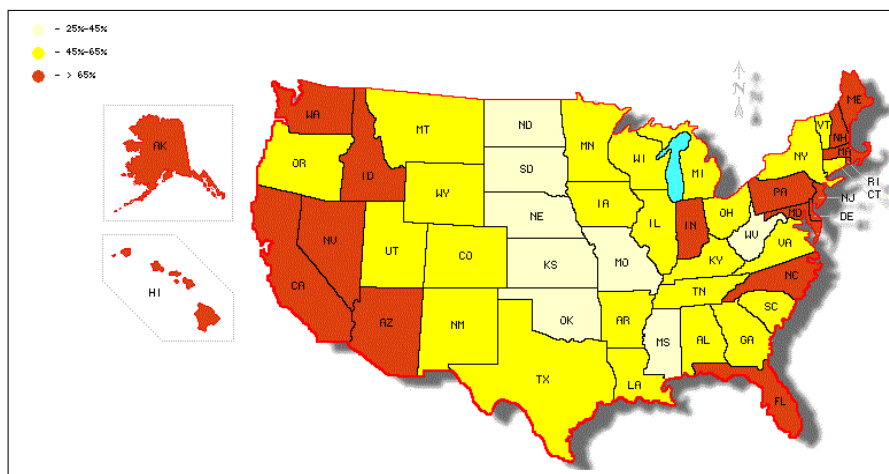 - 25%-45%
- 45%-65%
- > 65%
N
WA
ME
MT
ND
VT
NH
MN
AK
OR
MA
WI
NY
MI
SD
ID
RI
WY
CT
PA
NJ
IA
NE
OH
DE
MD
IL
IN
NV
WV
UT
VA
CO
KY
MO
KS
NC
CA
TN
HI
SC
AZ
OK
AR
NM
GA
AL
MS
TX
LA
FL